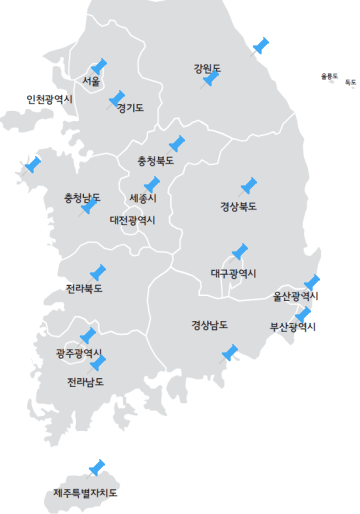 강원도
울릉도
독도
서울
인천광역시
경기도
충청북도
충청남도
세종시
경상북도
대전광역시
대구광역시
전라북도
울산광역시
경상남도
부산광역시
광주광역시
전라남도
제주특별자치도